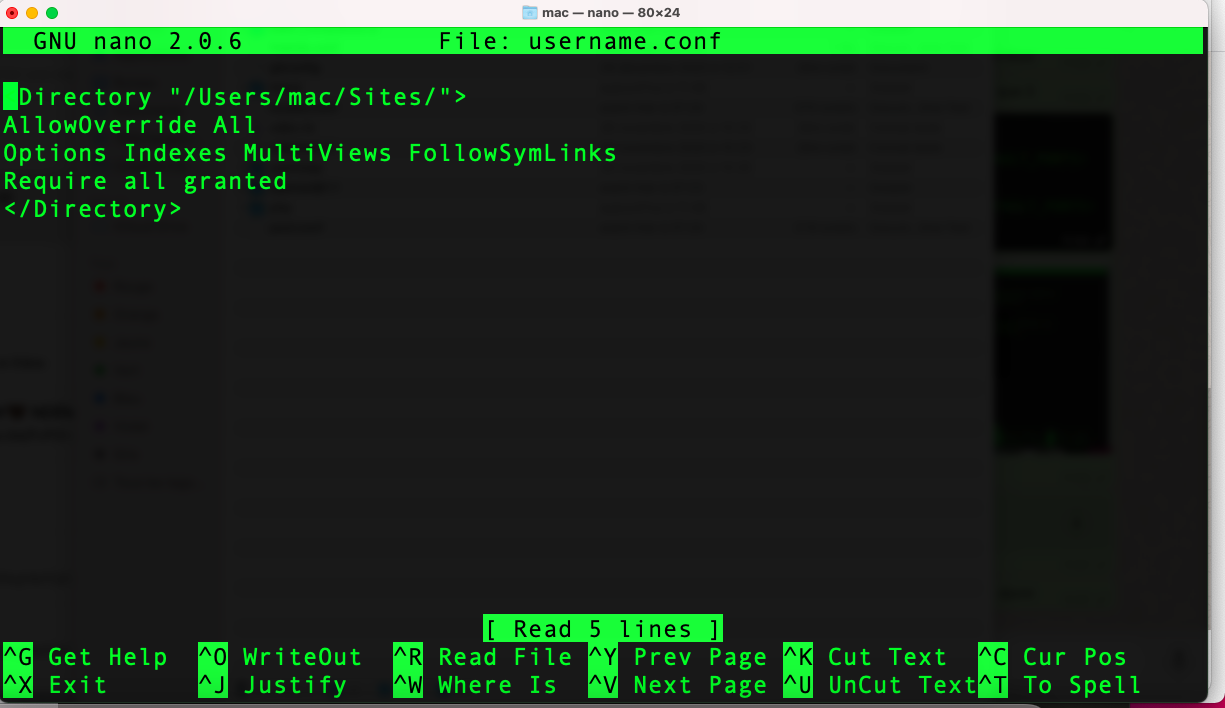 mac — nano — 80×24
GNU nano 2.0.6 File: username.conf
Directory "/Users/mac/Sites/">
AllowOverride All
Options Indexes MultiViews FollowSymLinks
Require all granted
</Directory>
[ Read 5 lines ]
^G Get Help ^O WriteOut ^R Read File ^Y Prev Page ^K Cut Text ^C Cur Pos
^X Exit ^J Justify ^W Where Is ^V Next Page ^U UnCut Text ^T To Spell